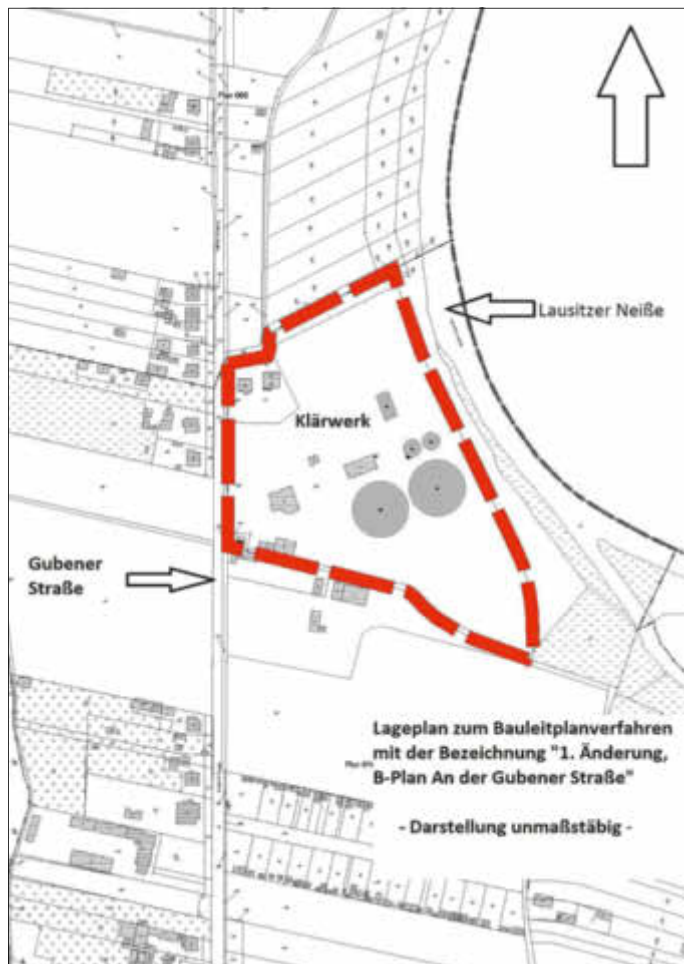 Lausitzer Neiße
Klärwerk
Gubener
Straße
Lageplan zum Bauleitplanverfahren
mit der Bezeichnung "1. Änderung,
B-Plan An der Gubener Straße"
- Darstellung unmaßstäbig -